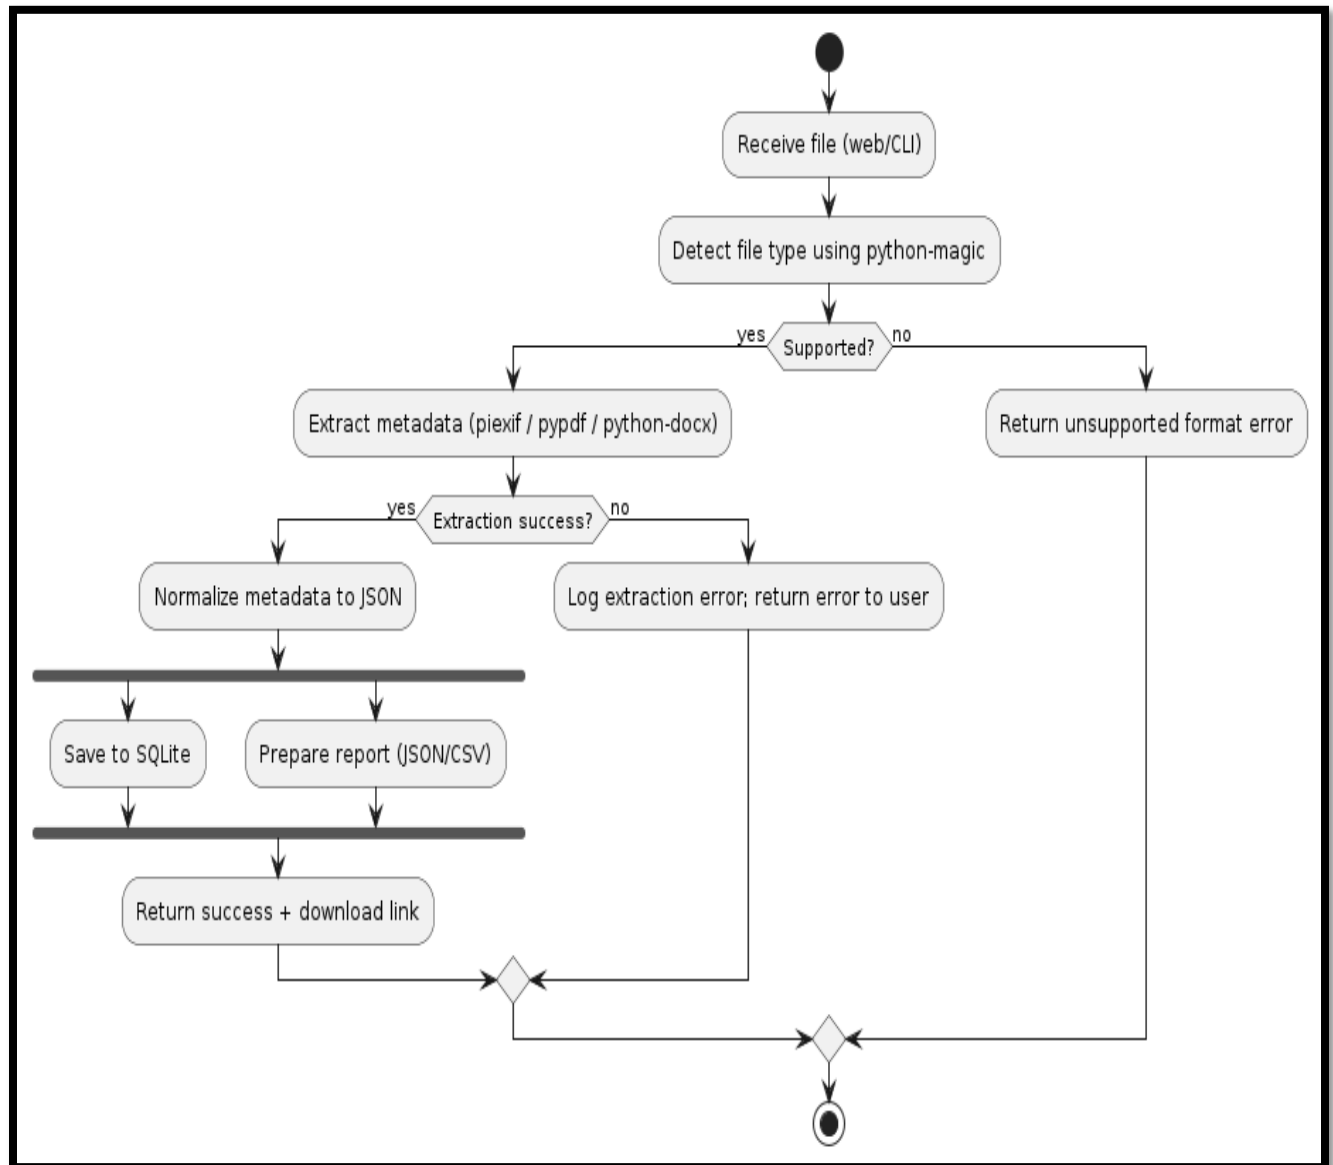 Receive file (web/CLI)
Detect file type using python-magic
yes
Supported?
no
Extract metadata (piexif / pypdf / python-docx)
Return unsupported format error
yes
Extraction success?
no
Normalize metadata to JSON
Log extraction error; return error to user
Save to SQLite
Prepare report (JSON/CSV)
Return success + download link